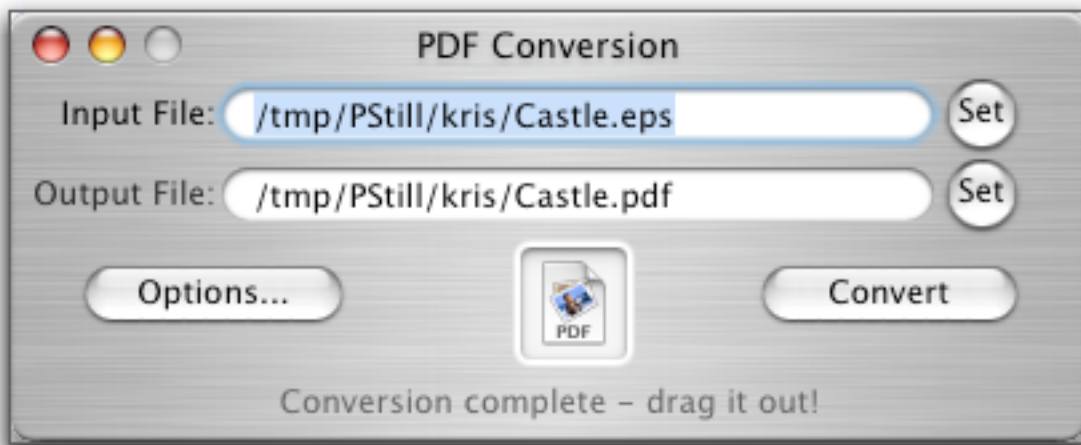 PDF Conversion
Input File: /tmp/PStill/kris/Castle.eps Set
Output File: /tmp/PStill/kris/Castle.pdf Set
Options... PDF Convert
Conversion complete – drag it out!